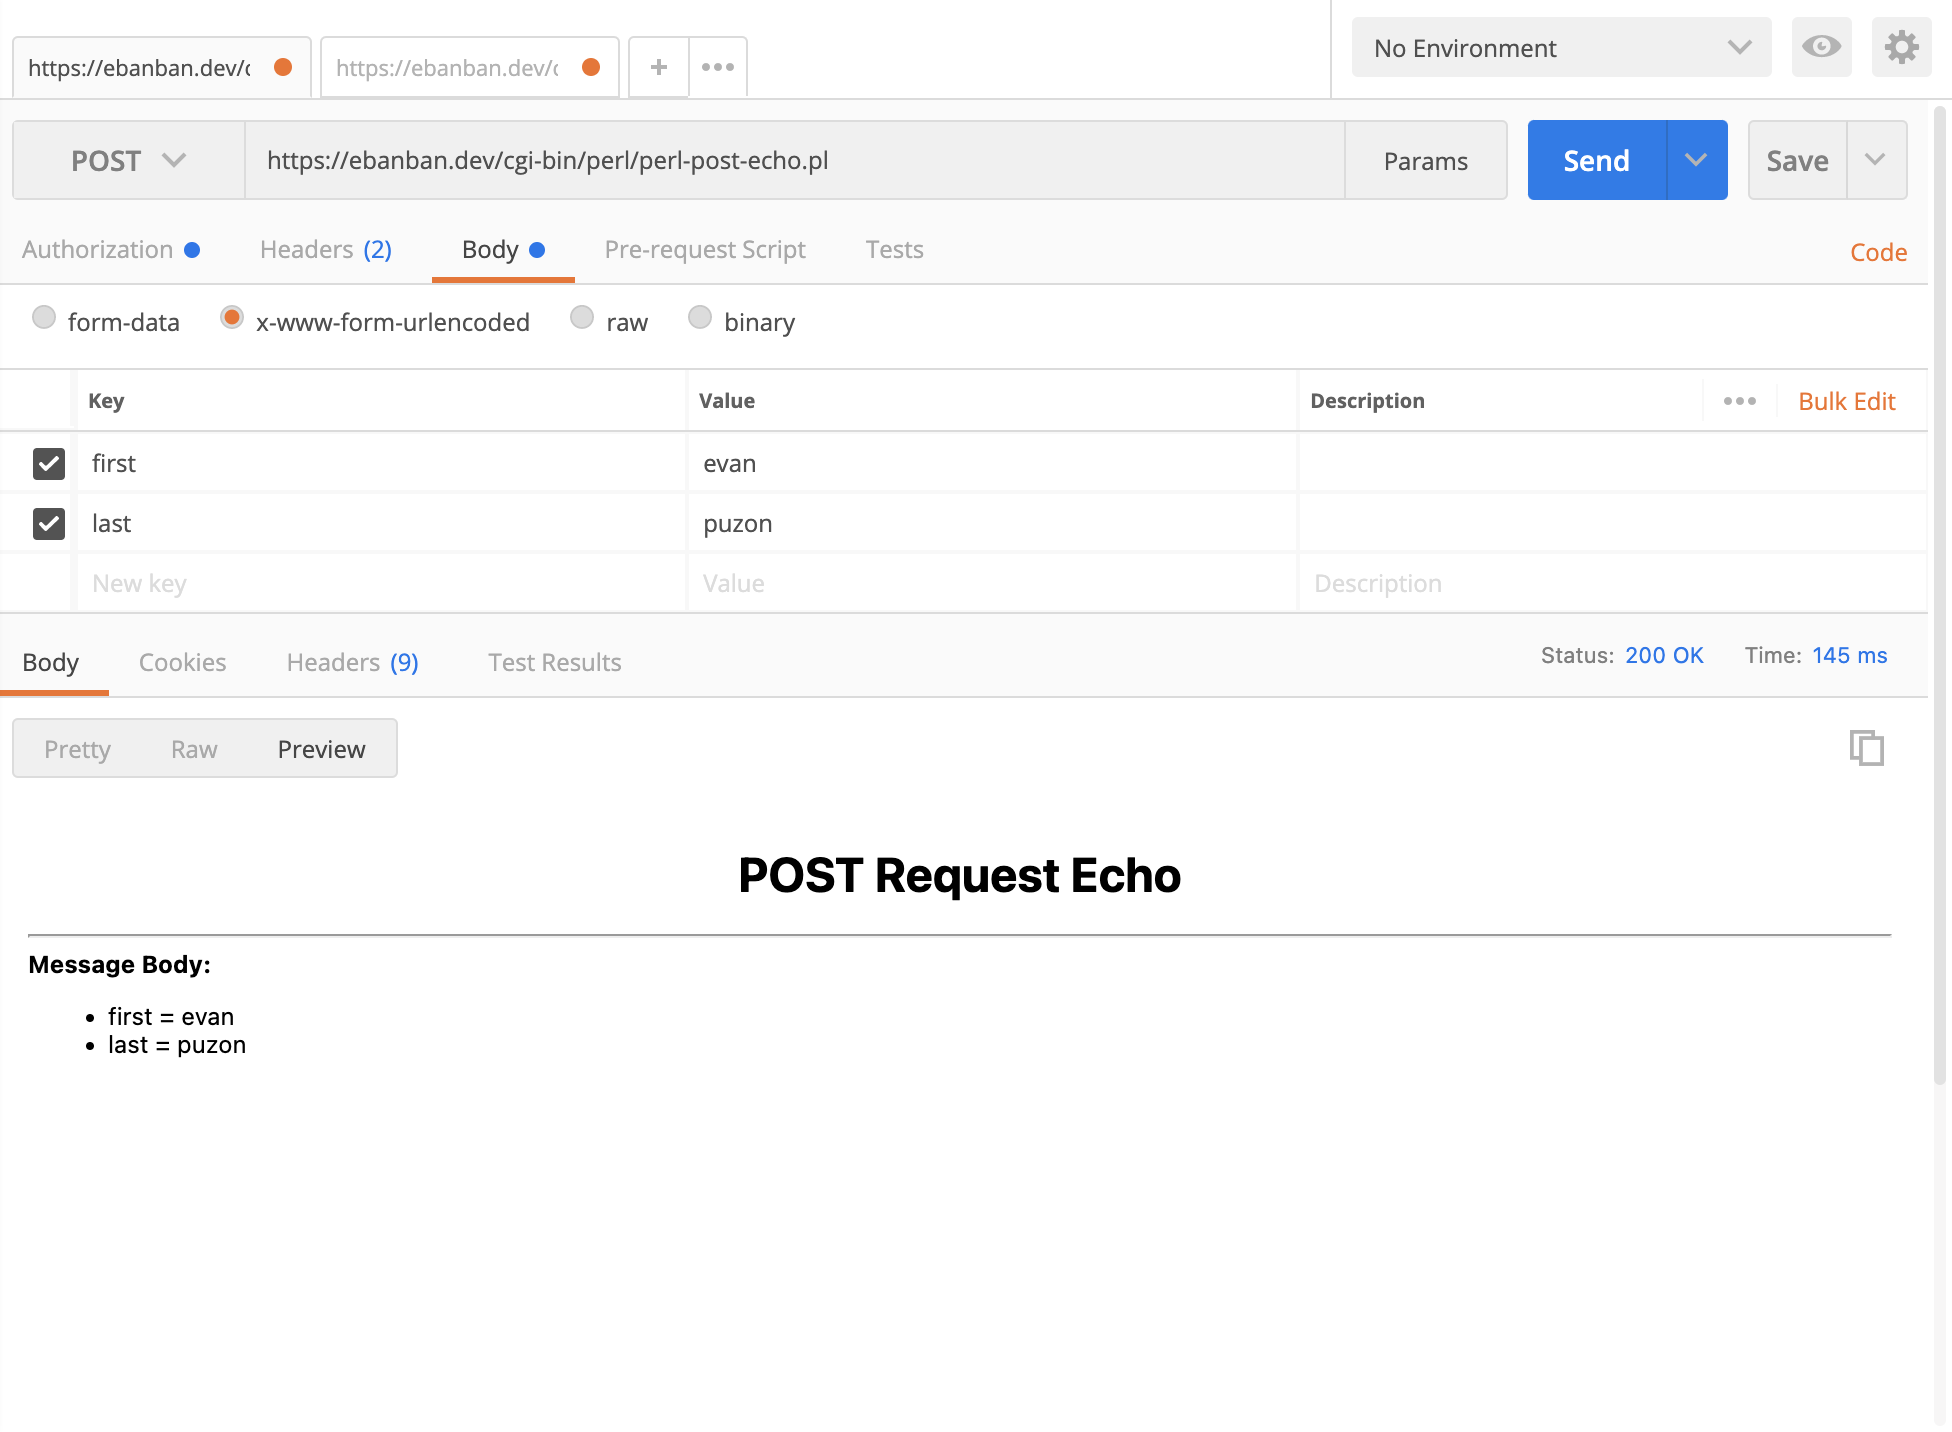 https://ebanban.dev/c https://ebanban.dev/c + ••• No Environment
POST https://ebanban.dev/cgi-bin/perl/perl-post-echo.pl Params Send Save
Authorization Headers (2) Body Pre-request Script Tests Code
form-data x-www-form-urlencoded raw binary
Key Value Description ••• Bulk Edit
first evan
last puzon
New key Value Description
Body Cookies Headers (9) Test Results Status: 200 OK Time: 145 ms
Pretty Raw Preview
POST Request Echo
Message Body:
• first = evan
• last = puzon